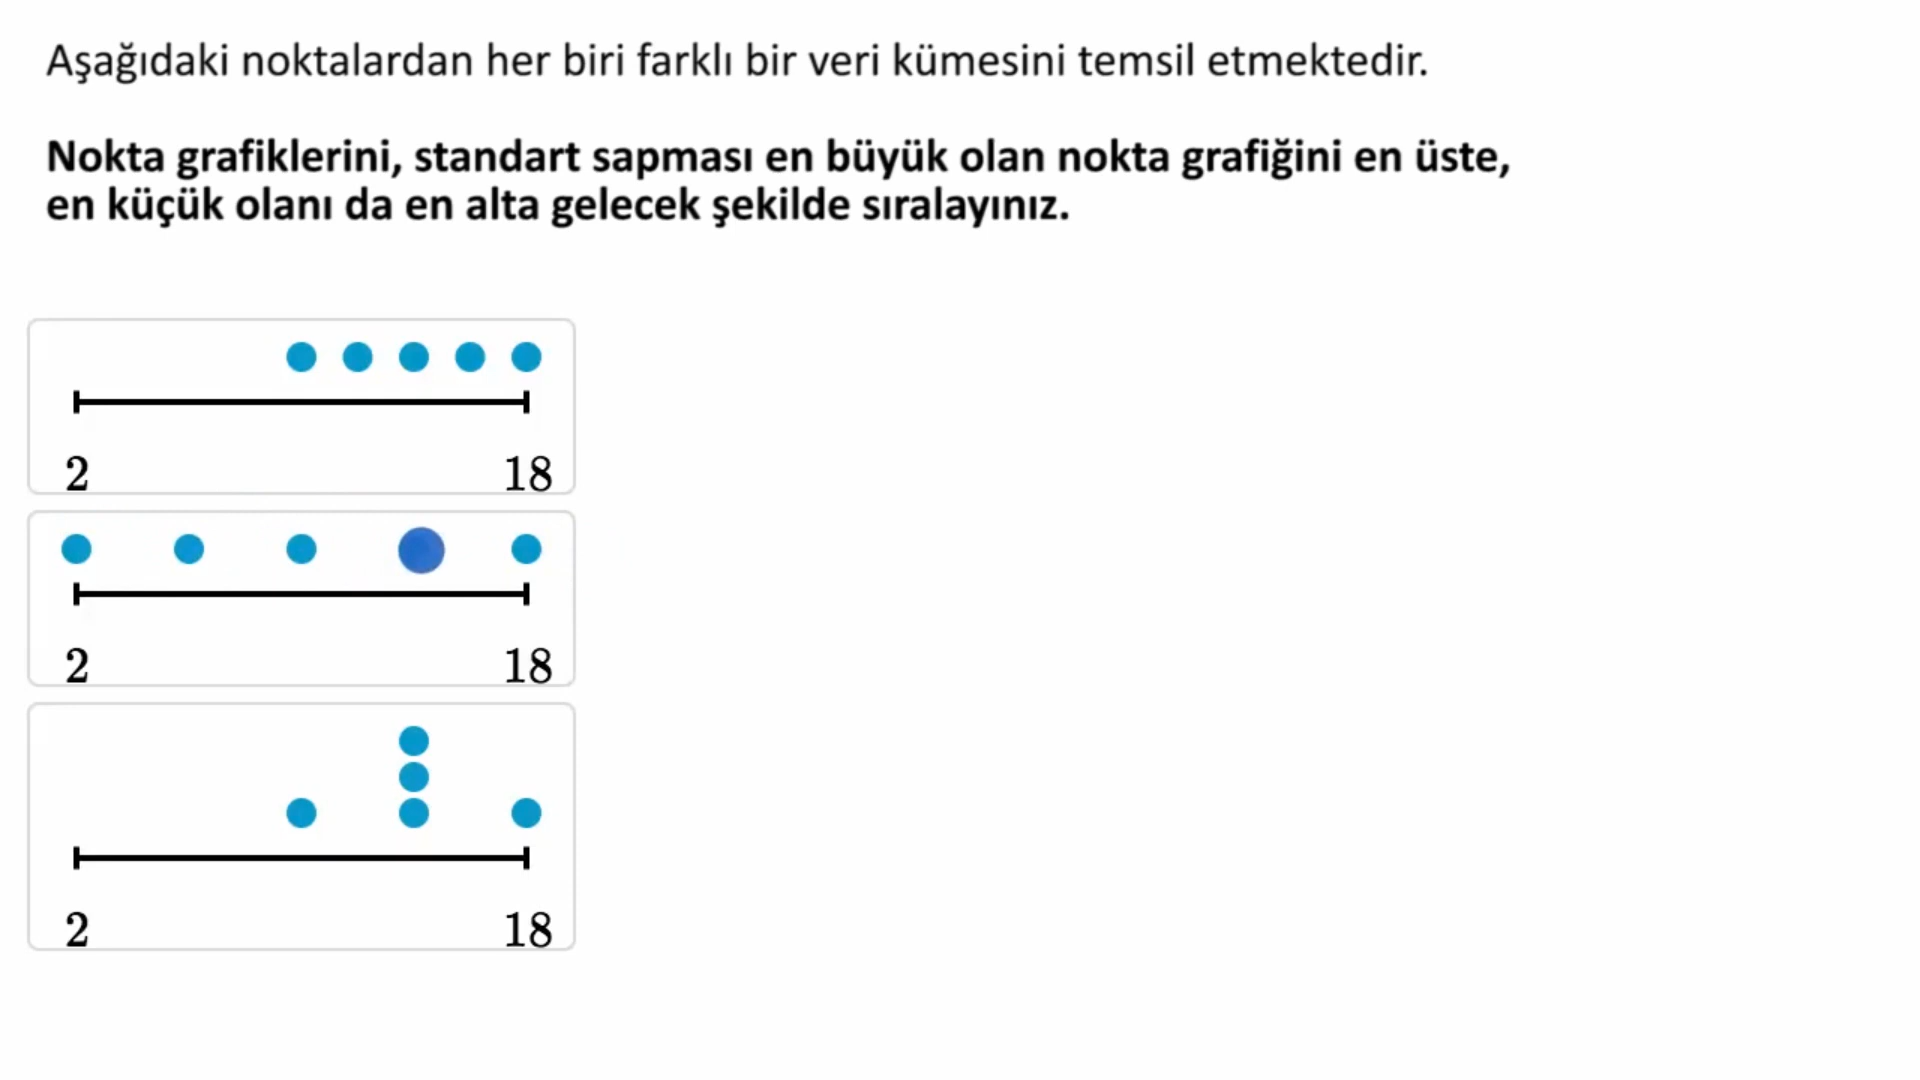 Aşağıdaki noktalardan her biri farklı bir veri kümesini temsil etmektedir.
Nokta grafiklerini, standart sapması en büyük olan nokta grafiğini en üste,
en küçük olanı da en alta gelecek şekilde sıralayınız.
2 18
2 18
2 18